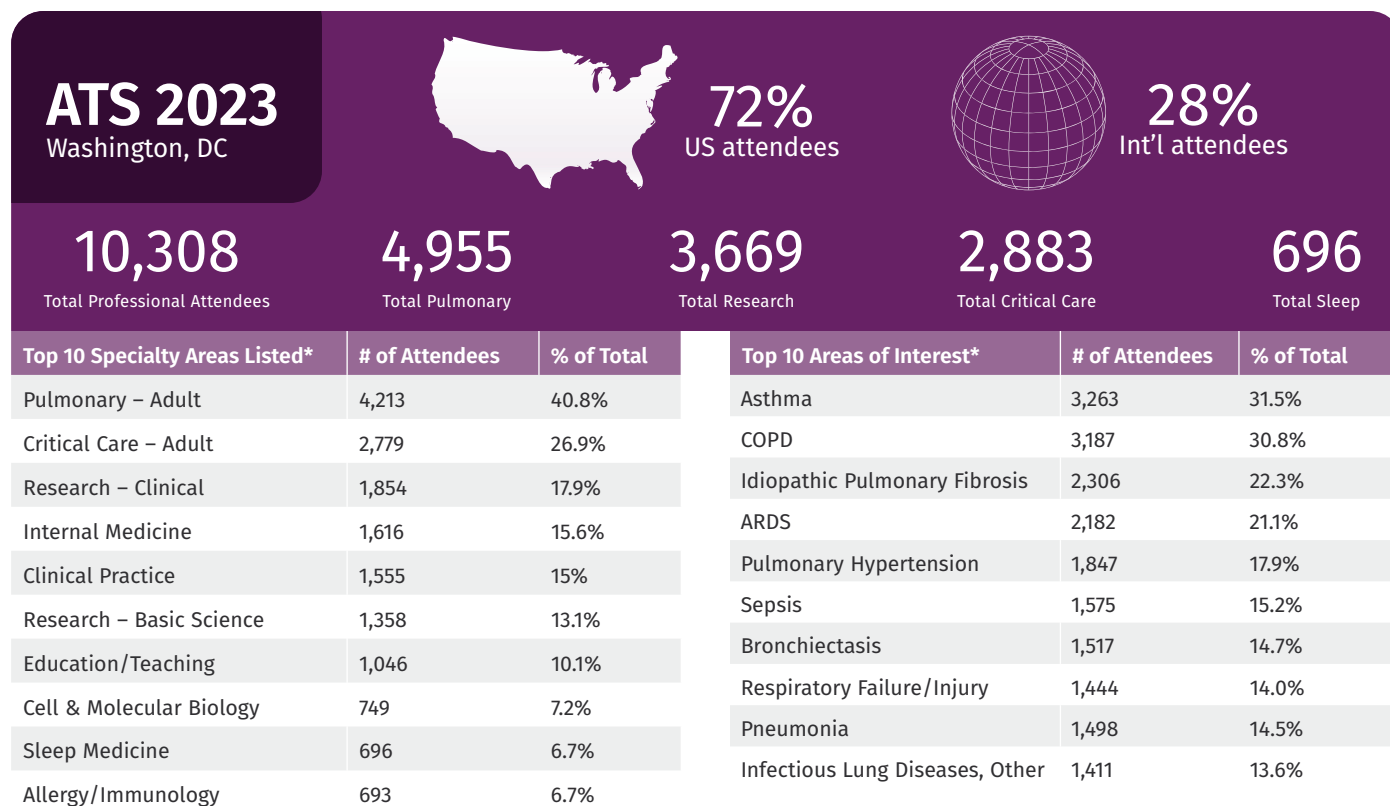 ATS 2023
Washington, DC
72%
US attendees
28%
Int'l attendees
10,308
Total Professional Attendees
4,955
Total Pulmonary
3,669
Total Research
2,883
Total Critical Care
696
Total Sleep
Top 10 Specialty Areas Listed* # of Attendees % of Total
Pulmonary – Adult 4,213 40.8%
Critical Care – Adult 2,779 26.9%
Research – Clinical 1,854 17.9%
Internal Medicine 1,616 15.6%
Clinical Practice 1,555 15%
Research – Basic Science 1,358 13.1%
Education/Teaching 1,046 10.1%
Cell & Molecular Biology 749 7.2%
Sleep Medicine 696 6.7%
Allergy/Immunology 693 6.7%
Top 10 Areas of Interest* # of Attendees % of Total
Asthma 3,263 31.5%
COPD 3,187 30.8%
Idiopathic Pulmonary Fibrosis 2,306 22.3%
ARDS 2,182 21.1%
Pulmonary Hypertension 1,847 17.9%
Sepsis 1,575 15.2%
Bronchiectasis 1,517 14.7%
Respiratory Failure/Injury 1,444 14.0%
Pneumonia 1,498 14.5%
Infectious Lung Diseases, Other 1,411 13.6%